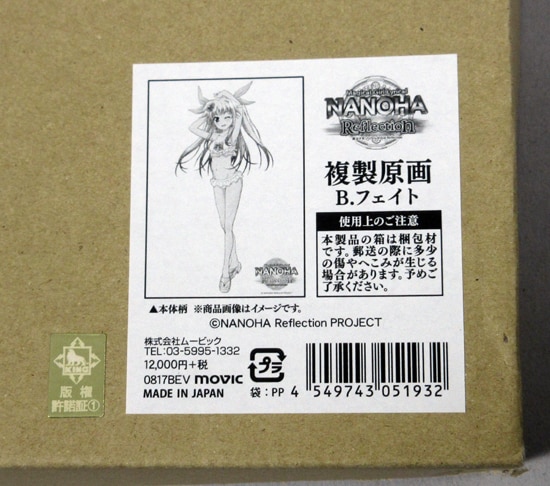 Magical Girl Lyrical
NANOHA
Reflection
複製原画
B.フェイト
使用上のご注意
本製品の箱は梱包材
です。郵送の際に多少
の傷やへこみが生じる
場合があります。予めご
了承ください。
NANOHA
Reflection
▲本体柄 ※商品画像はイメージです。
©NANOHA Reflection PROJECT
株式会社ムービック
TEL:03-5995-1332
12,000円+税
0817BEV movic
MADE IN JAPAN
プラ
袋:PP
4 549743 051932
KING
版権
許諾証①